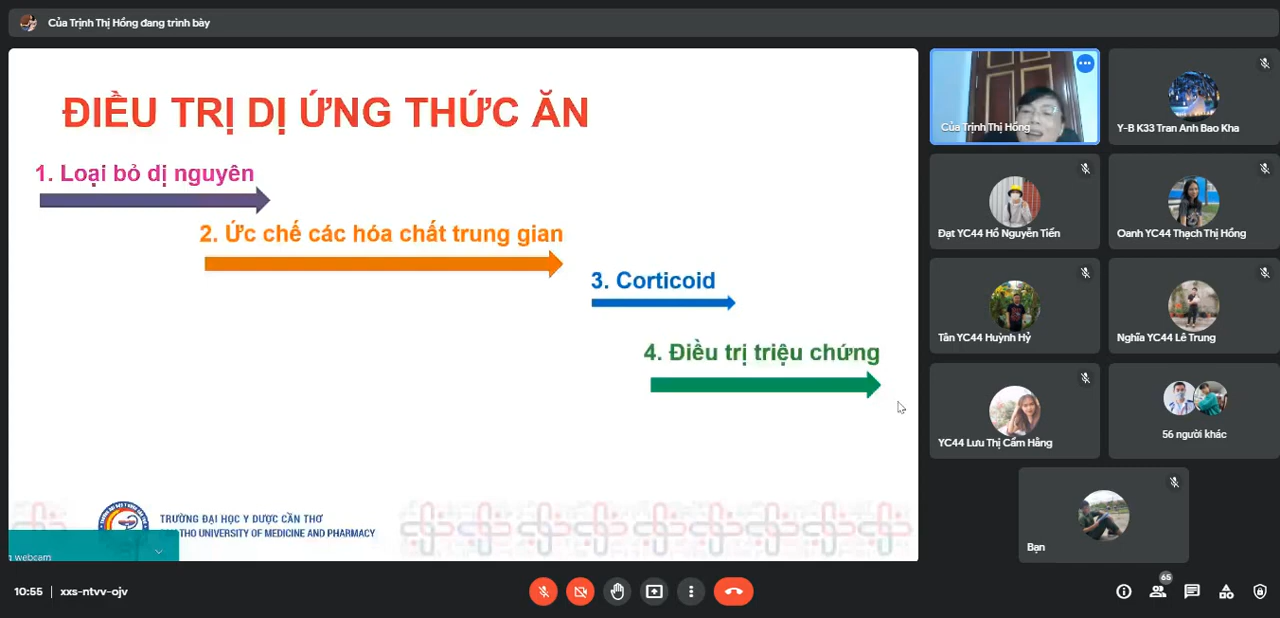 Của Trịnh Thị Hồng đang trình bày
ĐIỀU TRỊ DỊ ỨNG THỨC ĂN
1. Loại bỏ dị nguyên
2. Ức chế các hóa chất trung gian
3. Corticoid
4. Điều trị triệu chứng
TRƯỜNG ĐẠI HỌC Y DƯỢC CẦN THƠ
THO UNIVERSITY OF MEDICINE AND PHARMACY
webcam
Của Trịnh Thị Hồng
Y-B K33 Tran Anh Bao Kha
Đạt YC44 Hồ Nguyễn Tiến
Oanh YC44 Thạch Thị Hồng
Tân YC44 Huỳnh Hỷ
Nghĩa YC44 Lê Trung
YC44 Lưu Thị Cẩm Hằng
56 người khác
Bạn
10:55 | xxs-ntvv-ojv
65